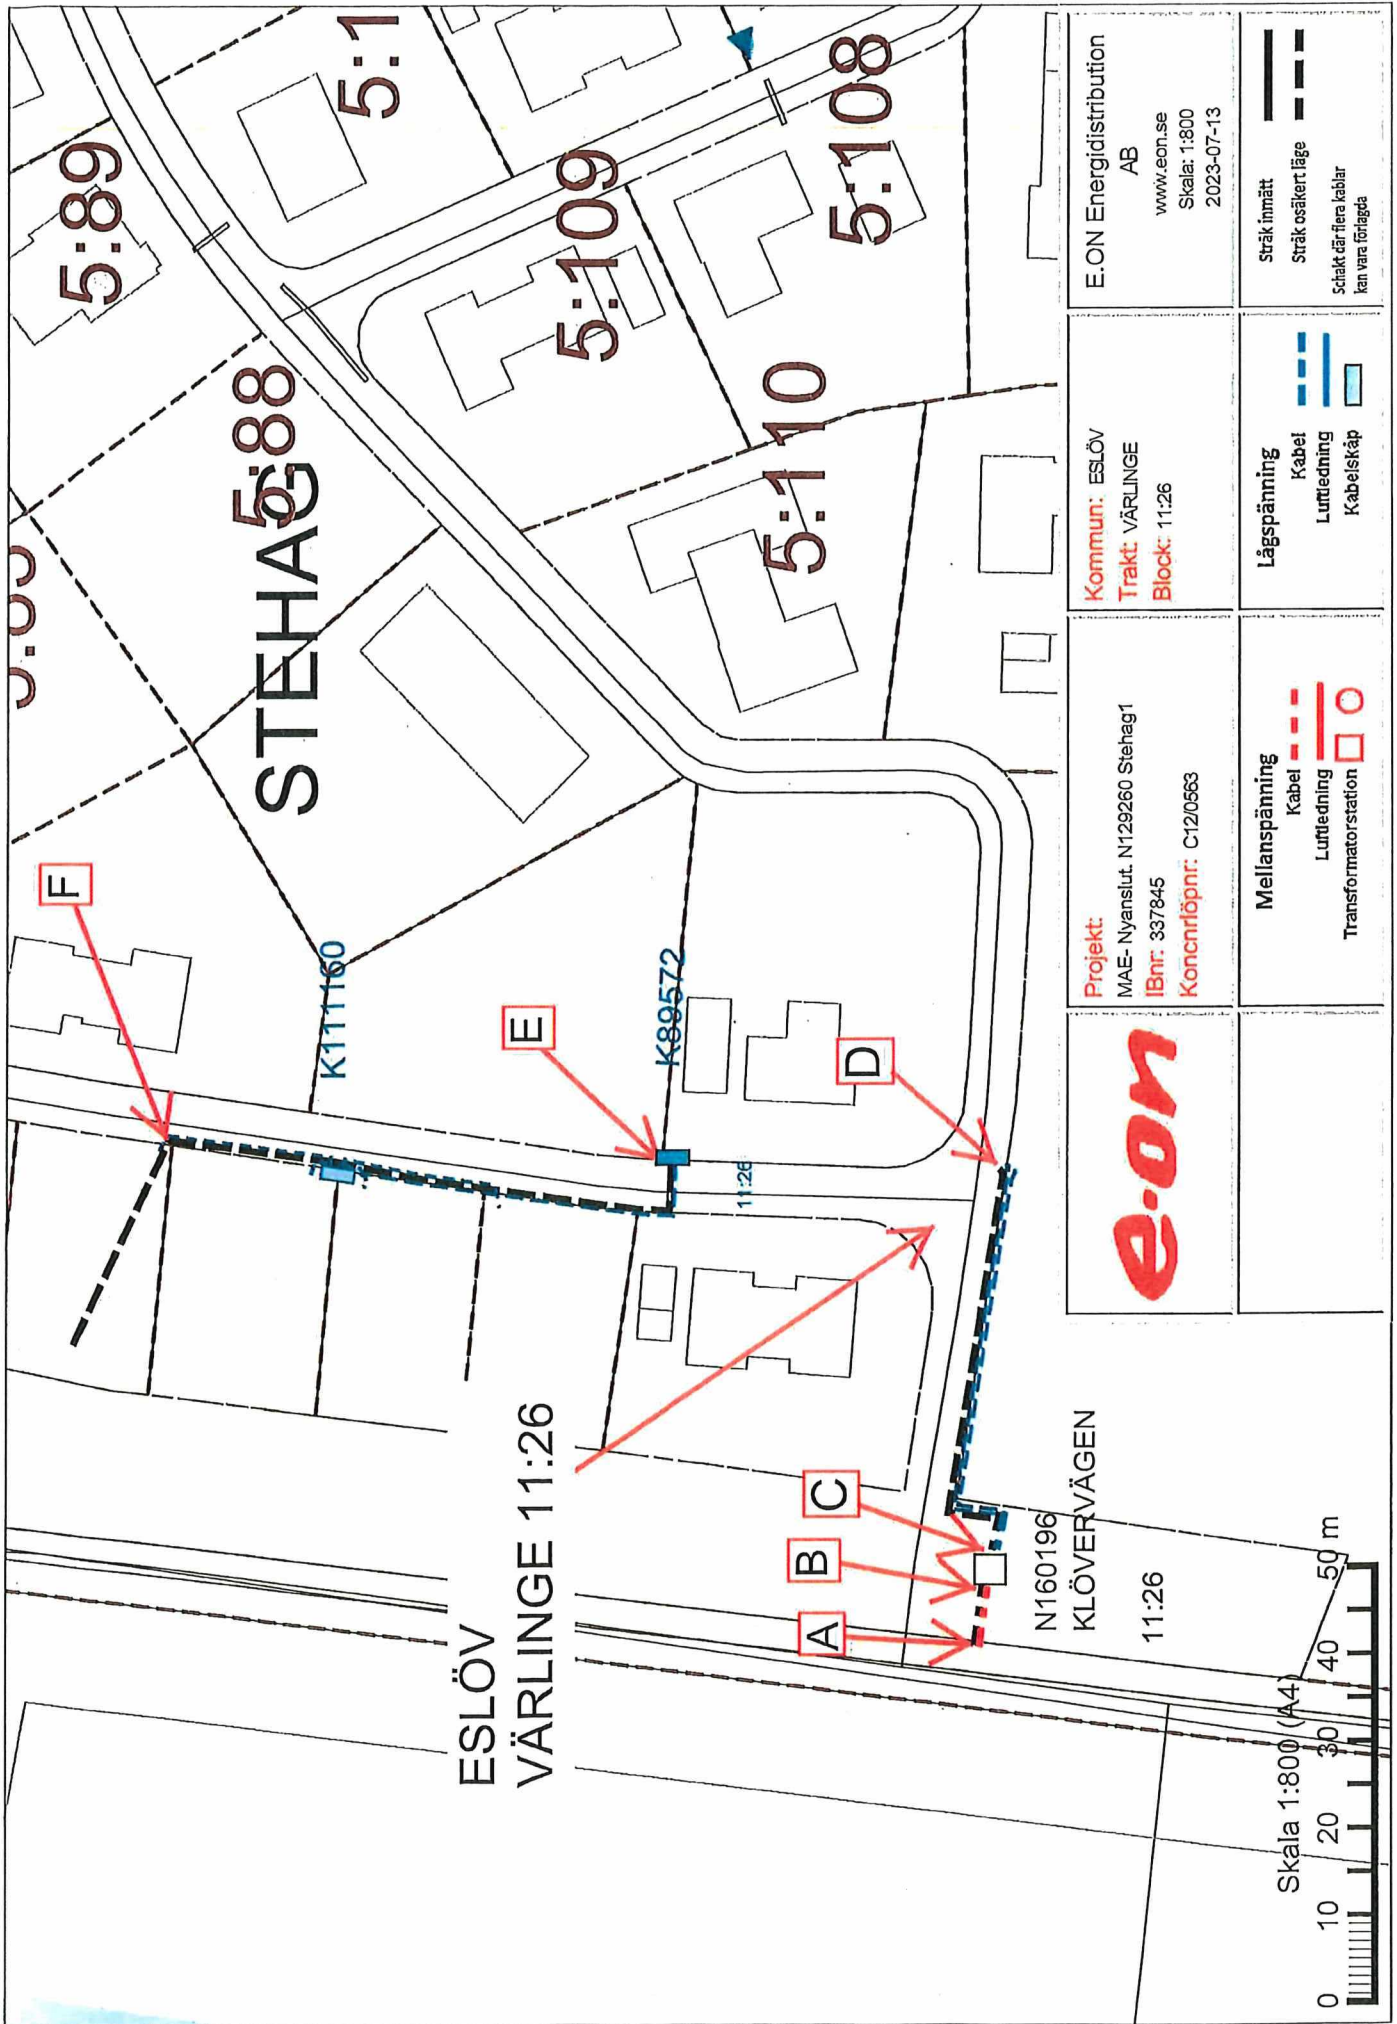 5:89
5:1
5:88
STEHAG
5:109
5:108
5:110
F
K111160
E
K89572
11:26
D
ESLÖV
VÄRLINGE 11:26
C
B
A
N160196
KLÖVERVÄGEN
11:26
Skala 1:800 (A4)
0 10 20 30 40 50 m
e·on
Projekt:
MAE- Nyanslut. N129260 Stehag1
IBnr: 337845
Koncnrlöpnr: C12/0563
Kommun: ESLÖV
Trakt: VÄRLINGE
Block: 11:26
E.ON Energidistribution
AB
www.eon.se
Skala: 1:800
2023-07-13
Mellanspänning
Kabel
Luftledning
Transformatorstation
Lågspänning
Kabel
Luftledning
Kabelskåp
Stråk inmätt
Stråk osäkert läge
Schakt där flera kablar
kan vara förlagda